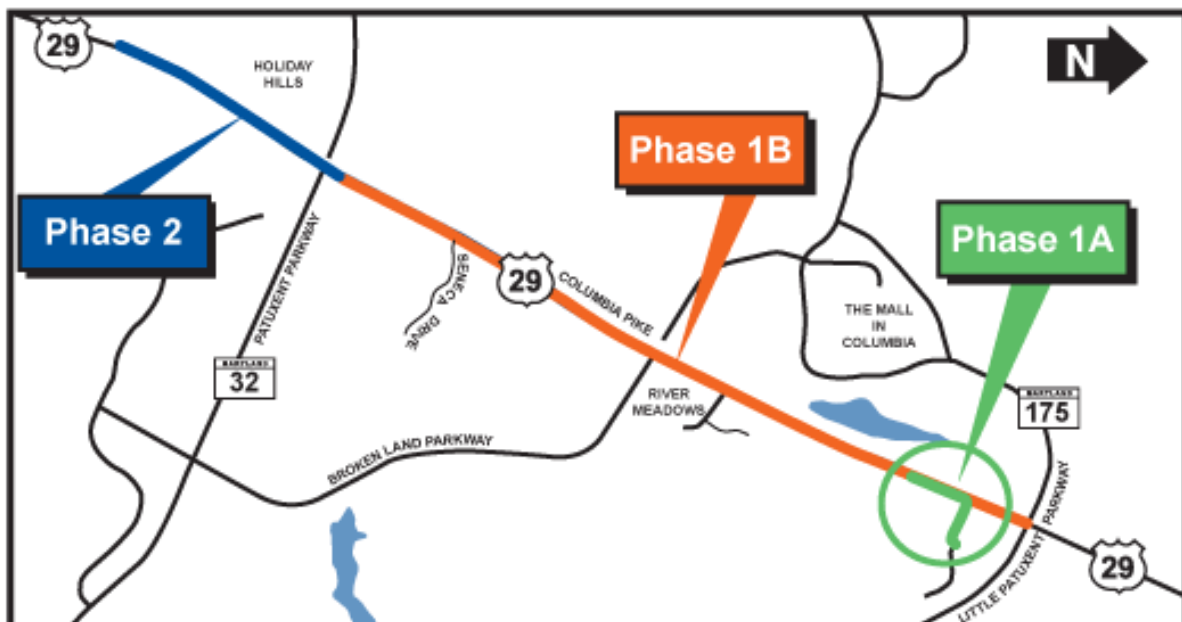 29
HOLIDAY
HILLS
N
Phase 1B
Phase 2
Phase 1A
PATUXENT PARKWAY
SENECA DRIVE
29
COLUMBIA PIKE
THE MALL
IN
COLUMBIA
MARYLAND
32
RIVER
MEADOWS
MARYLAND
175
BROKEN LAND PARKWAY
LITTLE PATUXENT PARKWAY
29